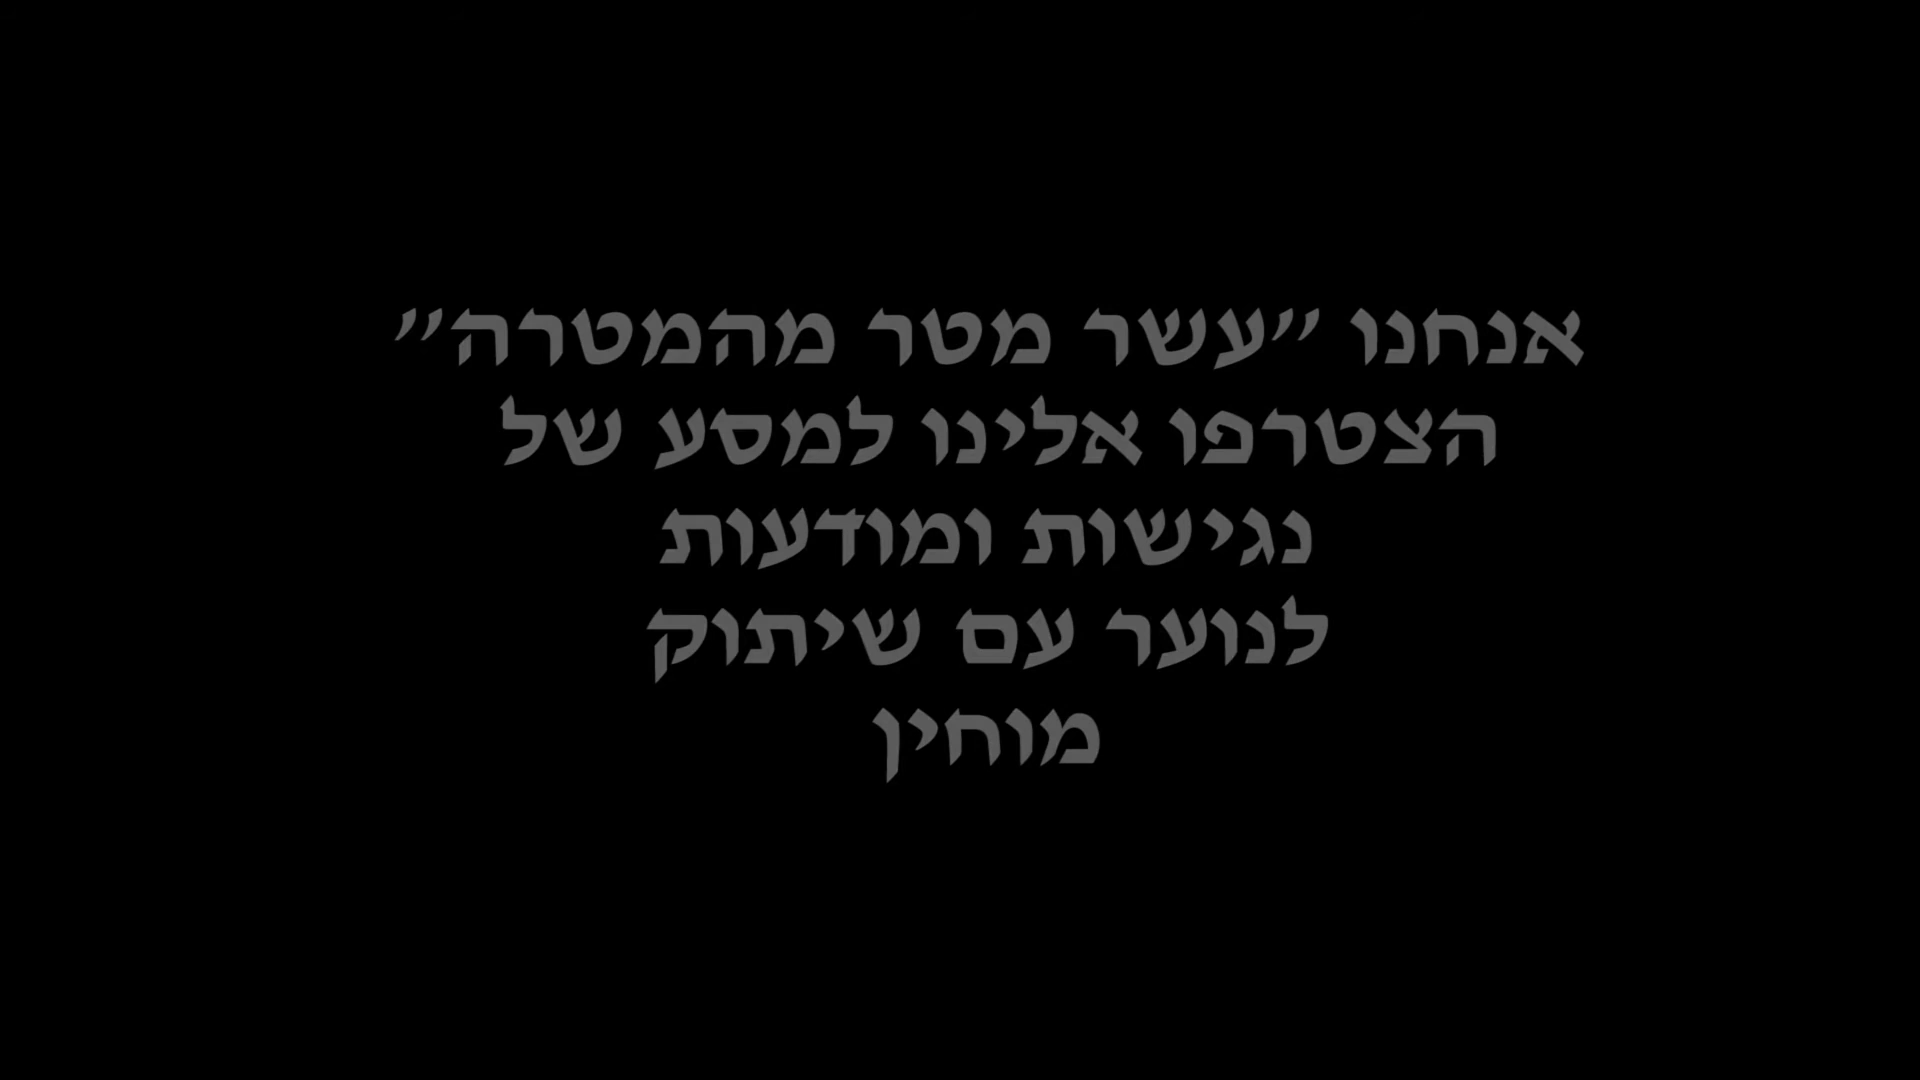 אנחנו ״עשר מטר מהמטרה״
הצטרפו אלינו למסע של
נגישות ומודעות
לנוער עם שיתוק
מוחין